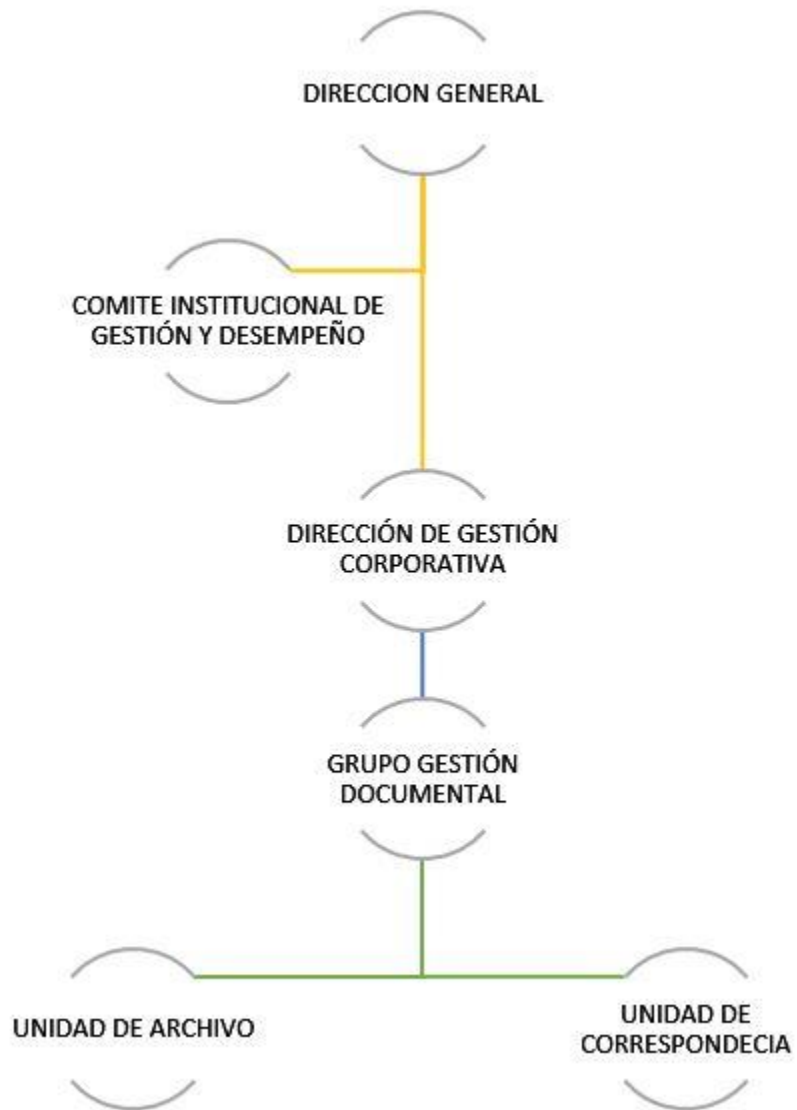 DIRECCION GENERAL
COMITE INSTITUCIONAL DE
GESTIÓN Y DESEMPEÑO
DIRECCIÓN DE GESTIÓN
CORPORATIVA
GRUPO GESTIÓN
DOCUMENTAL
UNIDAD DE ARCHIVO
UNIDAD DE
CORRESPONDECIA